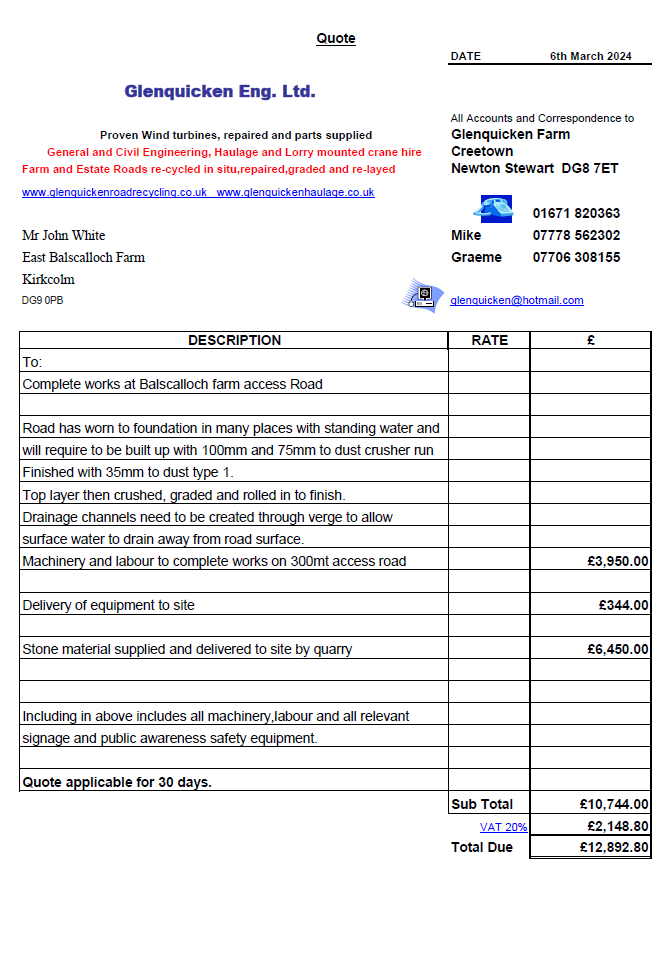 Quote
DATE 6th March 2024
Glenquicken Eng. Ltd.
All Accounts and Correspondence to
Proven Wind turbines, repaired and parts supplied
Glenquicken Farm
General and Civil Engineering, Haulage and Lorry mounted crane hire
Creetown
Farm and Estate Roads re-cycled in situ,repaired,graded and re-layed
Newton Stewart DG8 7ET
www.glenquickenroadrecycling.co.uk www.glenquickenhaulage.co.uk
01671 820363
Mr John White
Mike 07778 562302
East Balscalloch Farm
Graeme 07706 308155
Kirkcolm
DG9 0PB
glenquicken@hotmail.com
DESCRIPTION RATE £
To:
Complete works at Balscalloch farm access Road
Road has worn to foundation in many places with standing water and
will require to be built up with 100mm and 75mm to dust crusher run
Finished with 35mm to dust type 1.
Top layer then crushed, graded and rolled in to finish.
Drainage channels need to be created through verge to allow
surface water to drain away from road surface.
Machinery and labour to complete works on 300mt access road £3,950.00
Delivery of equipment to site £344.00
Stone material supplied and delivered to site by quarry £6,450.00
Including in above includes all machinery,labour and all relevant
signage and public awareness safety equipment.
Quote applicable for 30 days.
Sub Total £10,744.00
VAT 20% £2,148.80
Total Due £12,892.80